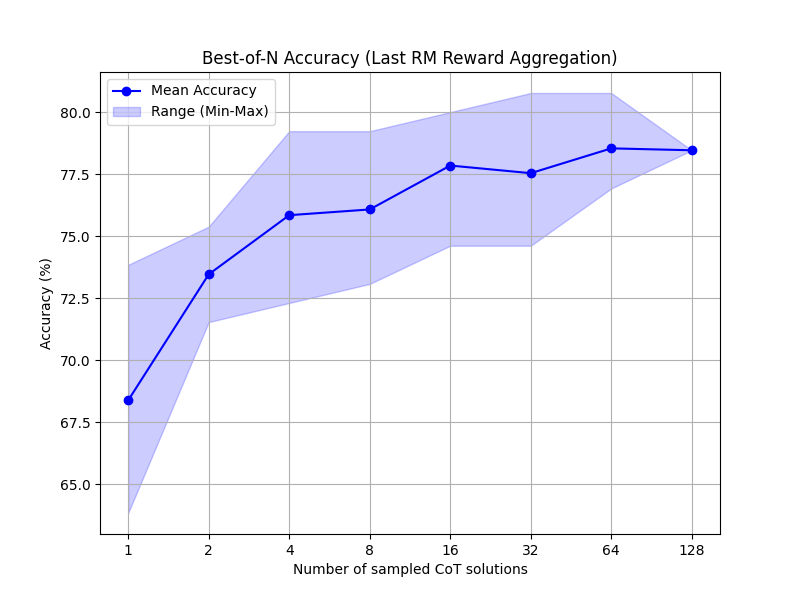 Best-of-N Accuracy (Last RM Reward Aggregation)
Mean Accuracy
Range (Min-Max)
Accuracy (%)
80.0
77.5
75.0
72.5
70.0
67.5
65.0
1 2 4 8 16 32 64 128
Number of sampled CoT solutions